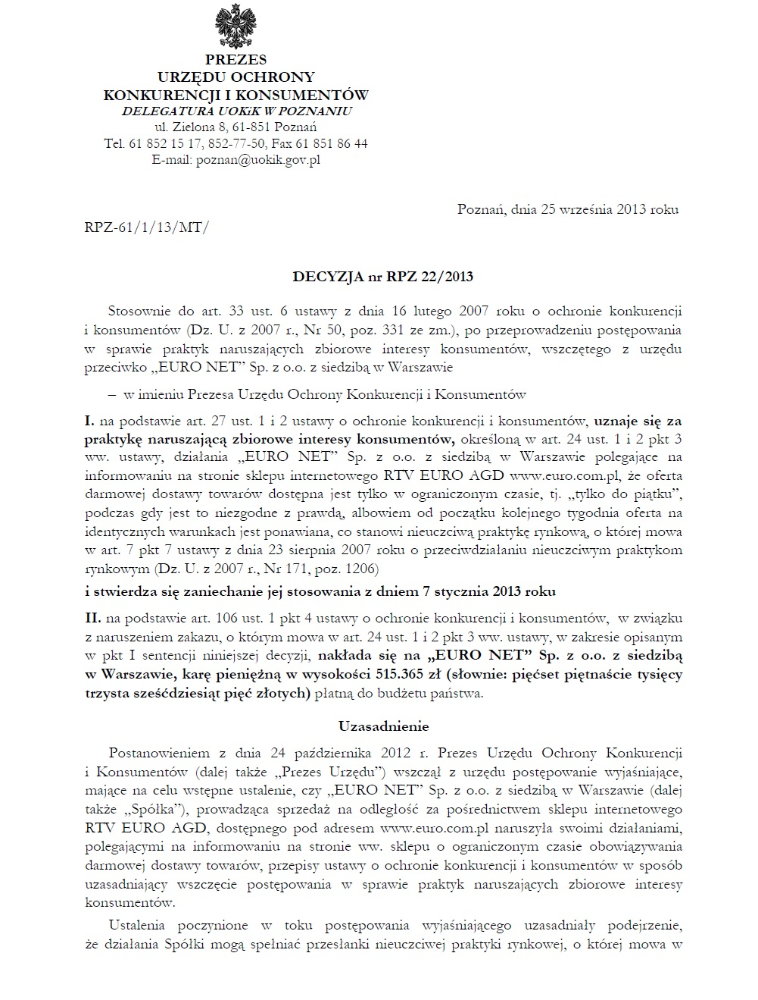 PREZES
URZĘDU OCHRONY
KONKURENCJI I KONSUMENTÓW
DELEGATURA UOKiK W POZNANIU
ul. Zielona 8, 61-851 Poznań
Tel. 61 852 15 17, 852-77-50, Fax 61 851 86 44
E-mail: poznan@uokik.gov.pl
Poznań, dnia 25 września 2013 roku
RPZ-61/1/13/MT/
DECYZJA nr RPZ 22/2013
Stosownie do art. 33 ust. 6 ustawy z dnia 16 lutego 2007 roku o ochronie konkurencji
i konsumentów (Dz. U. z 2007 r., Nr 50, poz. 331 ze zm.), po przeprowadzeniu postępowania
w sprawie praktyk naruszających zbiorowe interesy konsumentów, wszczętego z urzędu
przeciwko „EURO NET” Sp. z o.o. z siedzibą w Warszawie
– w imieniu Prezesa Urzędu Ochrony Konkurencji i Konsumentów
I. na podstawie art. 27 ust. 1 i 2 ustawy o ochronie konkurencji i konsumentów, uznaje się za
praktykę naruszającą zbiorowe interesy konsumentów, określoną w art. 24 ust. 1 i 2 pkt 3
ww. ustawy, działania „EURO NET” Sp. z o.o. z siedzibą w Warszawie polegające na
informowaniu na stronie sklepu internetowego RTV EURO AGD www.euro.com.pl, że oferta
darmowej dostawy towarów dostępna jest tylko w ograniczonym czasie, tj. „tylko do piątku”,
podczas gdy jest to niezgodne z prawdą, albowiem od początku kolejnego tygodnia oferta na
identycznych warunkach jest ponawiana, co stanowi nieuczciwą praktykę rynkową, o której mowa
w art. 7 pkt 7 ustawy z dnia 23 sierpnia 2007 roku o przeciwdziałaniu nieuczciwym praktykom
rynkowym (Dz. U. z 2007 r., Nr 171, poz. 1206)
i stwierdza się zaniechanie jej stosowania z dniem 7 stycznia 2013 roku
II. na podstawie art. 106 ust. 1 pkt 4 ustawy o ochronie konkurencji i konsumentów, w związku
z naruszeniem zakazu, o którym mowa w art. 24 ust. 1 i 2 pkt 3 ww. ustawy, w zakresie opisanym
w pkt I sentencji niniejszej decyzji, nakłada się na „EURO NET” Sp. z o.o. z siedzibą
w Warszawie, karę pieniężną w wysokości 515.365 zł (słownie: pięćset piętnaście tysięcy
trzysta sześćdziesiąt pięć złotych) płatną do budżetu państwa.
Uzasadnienie
Postanowieniem z dnia 24 października 2012 r. Prezes Urzędu Ochrony Konkurencji
i Konsumentów (dalej także „Prezes Urzędu”) wszczął z urzędu postępowanie wyjaśniające,
mające na celu wstępne ustalenie, czy „EURO NET” Sp. z o.o. z siedzibą w Warszawie (dalej
także „Spółka”), prowadząca sprzedaż na odległość za pośrednictwem sklepu internetowego
RTV EURO AGD, dostępnego pod adresem www.euro.com.pl naruszyła swoimi działaniami,
polegającymi na informowaniu na stronie ww. sklepu o ograniczonym czasie obowiązywania
darmowej dostawy towarów, przepisy ustawy o ochronie konkurencji i konsumentów w sposób
uzasadniający wszczęcie postępowania w sprawie praktyk naruszających zbiorowe interesy
konsumentów.
Ustalenia poczynione w toku postępowania wyjaśniającego uzasadniały podejrzenie,
że działania Spółki mogą spełniać przesłanki nieuczciwej praktyki rynkowej, o której mowa w